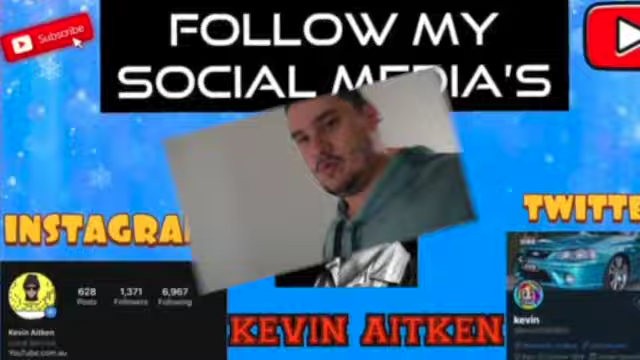 Subscribe
FOLLOW MY
SOCIAL MEDIA'S
INSTAGRA
TWITTE
628 1,371 6,967
Posts Followers Following
Kevin Aitken
YouTube.com.au
kevin
KEVIN AITKEN